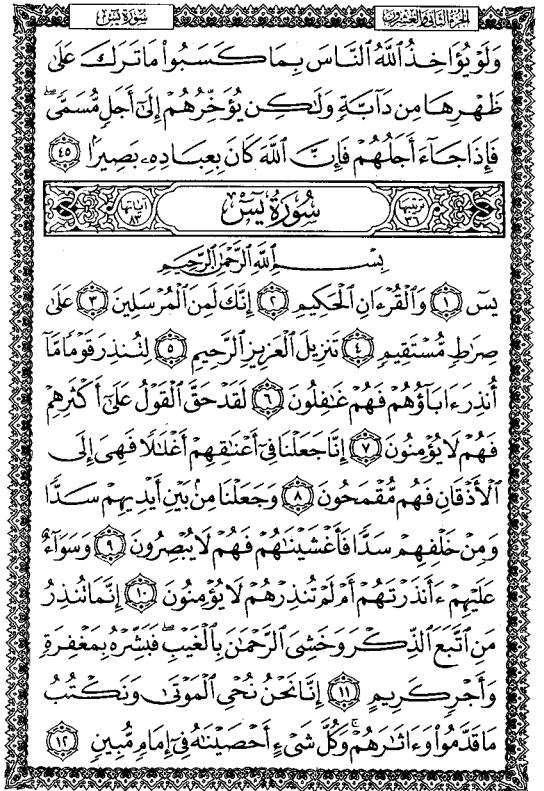 الجزء الثاني والعشرون
سورة يس
وَلَوْ يُؤَاخِذُ ٱللَّهُ ٱلنَّاسَ بِمَا كَسَبُوا۟ مَا تَرَكَ عَلَىٰ
ظَهْرِهَا مِن دَآبَّةٍ وَلَـٰكِن يُؤَخِّرُهُمْ إِلَىٰٓ أَجَلٍ مُّسَمًّى ۖ
فَإِذَا جَآءَ أَجَلُهُمْ فَإِنَّ ٱللَّهَ كَانَ بِعِبَادِهِۦ بَصِيرًۢا ٤٥
ترتيبها ٣٦ سُورَةُ يسٓ آياتها ٨٣
بِسْمِ ٱللَّهِ ٱلرَّحْمَـٰنِ ٱلرَّحِيمِ
يسٓ ١ وَٱلْقُرْءَانِ ٱلْحَكِيمِ ٢ إِنَّكَ لَمِنَ ٱلْمُرْسَلِينَ ٣ عَلَىٰ
صِرَٰطٍ مُّسْتَقِيمٍ ٤ تَنزِيلَ ٱلْعَزِيزِ ٱلرَّحِيمِ ٥ لِتُنذِرَ قَوْمًا مَّآ
أُنذِرَ ءَابَآؤُهُمْ فَهُمْ غَـٰفِلُونَ ٦ لَقَدْ حَقَّ ٱلْقَوْلُ عَلَىٰٓ أَكْثَرِهِمْ
فَهُمْ لَا يُؤْمِنُونَ ٧ إِنَّا جَعَلْنَا فِىٓ أَعْنَـٰقِهِمْ أَغْلَـٰلًا فَهِىَ إِلَى
ٱلْأَذْقَانِ فَهُم مُّقْمَحُونَ ٨ وَجَعَلْنَا مِنۢ بَيْنِ أَيْدِيهِمْ سَدًّا
وَمِنْ خَلْفِهِمْ سَدًّا فَأَغْشَيْنَـٰهُمْ فَهُمْ لَا يُبْصِرُونَ ٩ وَسَوَآءٌ
عَلَيْهِمْ ءَأَنذَرْتَهُمْ أَمْ لَمْ تُنذِرْهُمْ لَا يُؤْمِنُونَ ١٠ إِنَّمَا تُنذِرُ
مَنِ ٱتَّبَعَ ٱلذِّكْرَ وَخَشِىَ ٱلرَّحْمَـٰنَ بِٱلْغَيْبِ ۖ فَبَشِّرْهُ بِمَغْفِرَةٍ
وَأَجْرٍ كَرِيمٍ ١١ إِنَّا نَحْنُ نُحْىِ ٱلْمَوْتَىٰ وَنَكْتُبُ
مَا قَدَّمُوا۟ وَءَاثَـٰرَهُمْ ۚ وَكُلَّ شَىْءٍ أَحْصَيْنَـٰهُ فِىٓ إِمَامٍ مُّبِينٍ ١٢